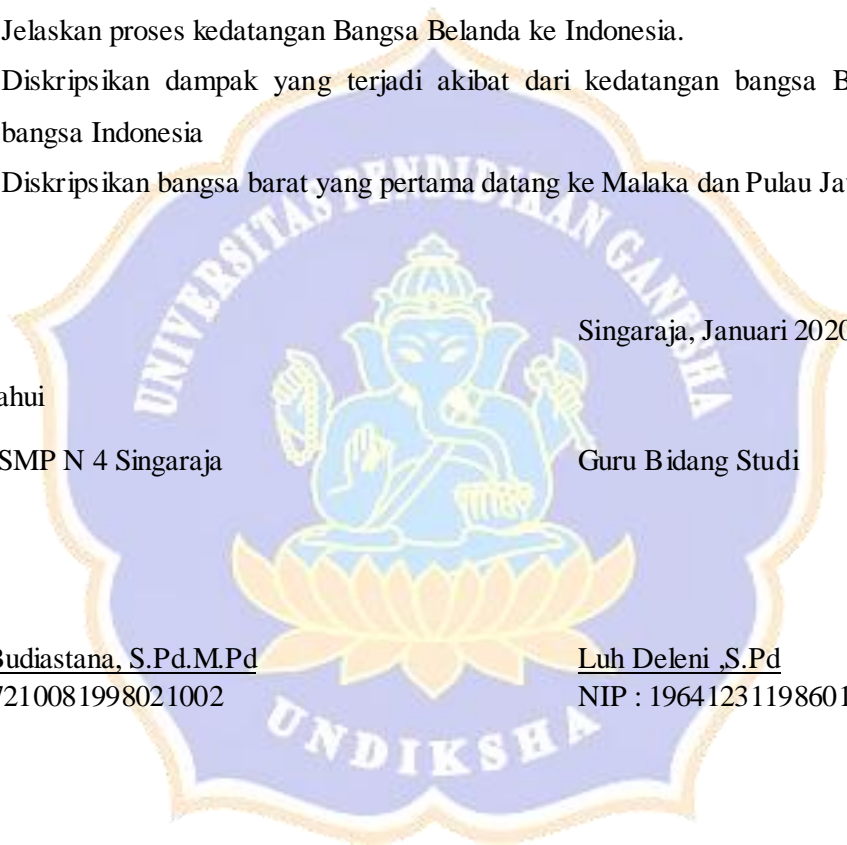 Jelaskan proses kedatangan Bangsa Belanda ke Indonesia.
Diskripsikan dampak yang terjadi akibat dari kedatangan bangsa B
bangsa Indonesia
Diskripsikan bangsa barat yang pertama datang ke Malaka dan Pulau Ja
UNIVERSITAS PENDIDIKAN GANESHA
Singaraja, Januari 2020
ahui
SMP N 4 Singaraja Guru Bidang Studi
Budiastana, S.Pd.M.Pd Luh Deleni ,S.Pd
7210081998021002 NIP : 19641231198601
UNDIKSHA